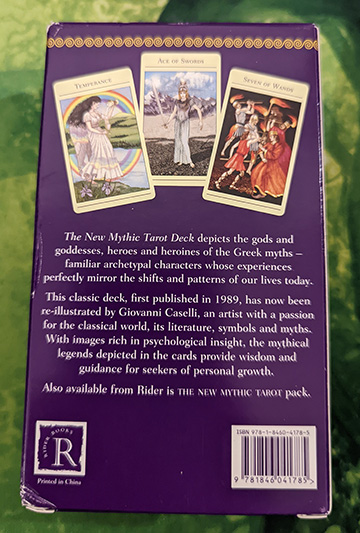 TEMPERANCE
ACE OF SWORDS
SEVEN OF WANDS
The New Mythic Tarot Deck depicts the gods and
goddesses, heroes and heroines of the Greek myths –
familiar archetypal characters whose experiences
perfectly mirror the shifts and patterns of our lives today.
This classic deck, first published in 1989, has now been
re-illustrated by Giovanni Caselli, an artist with a passion
for the classical world, its literature, symbols and myths.
With images rich in psychological insight, the mythical
legends depicted in the cards provide wisdom and
guidance for seekers of personal growth.
Also available from Rider is THE NEW MYTHIC TAROT pack.
RIDER BOOKS
R
Printed in China
ISBN 978-1-8460-4178-5
9781846041785>